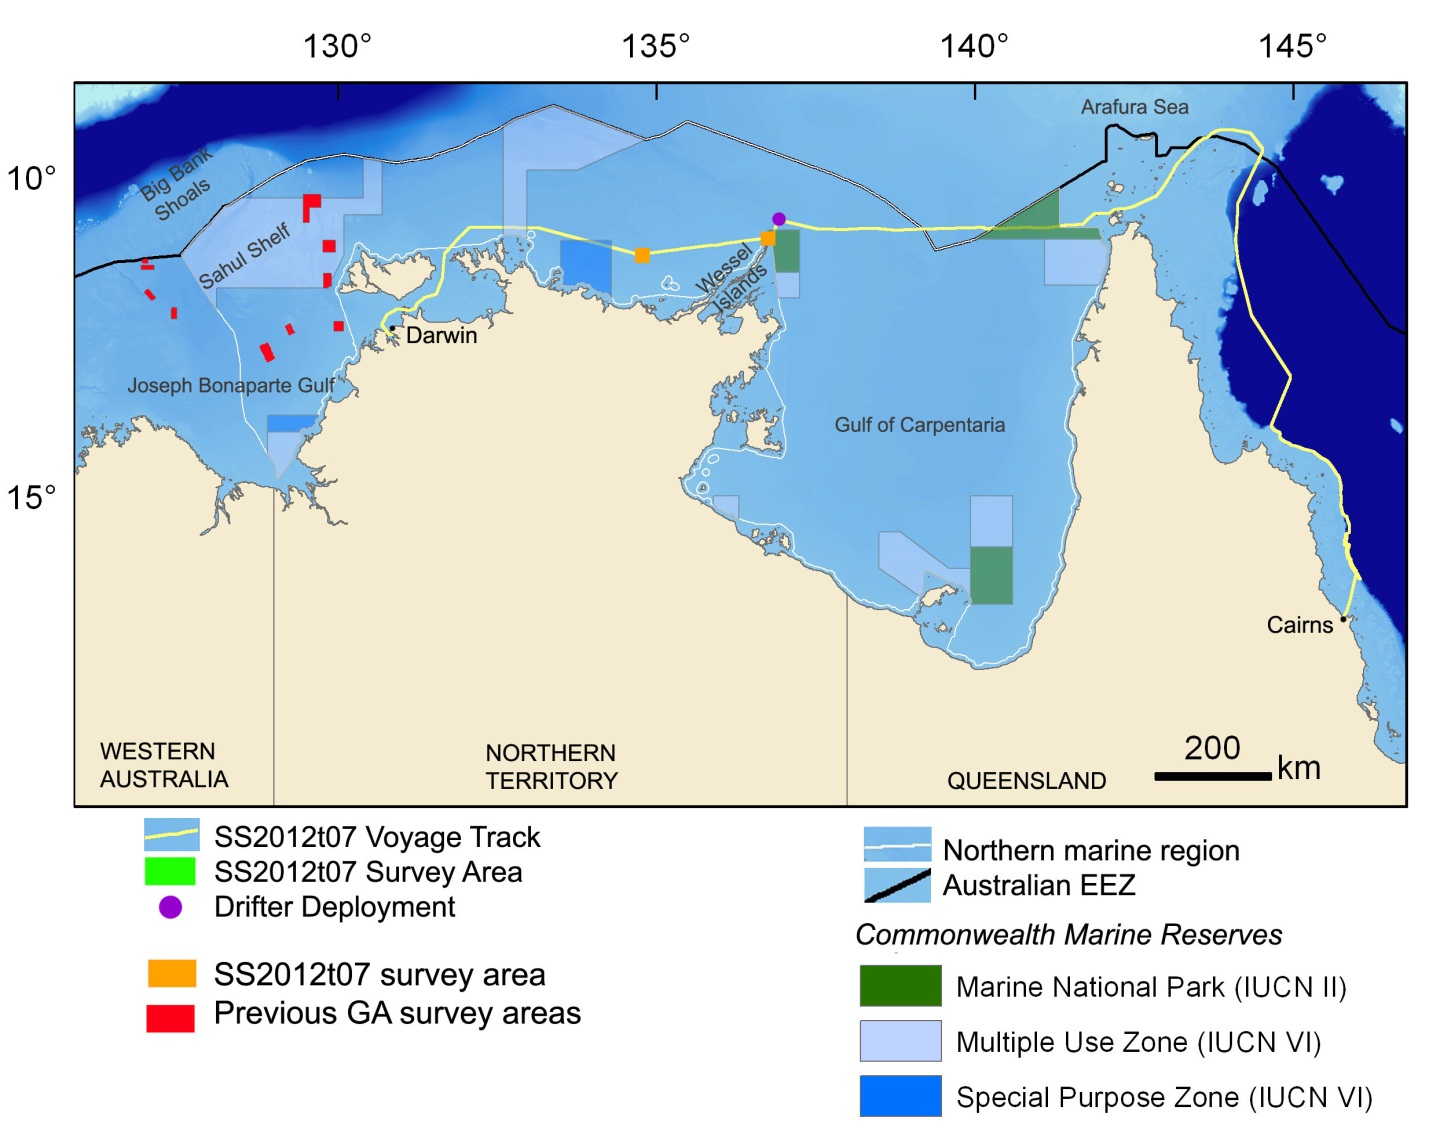 130°
135°
140°
145°
10°
15°
Arafura Sea
Big Bank
Shoals
Sahul Shelf
Wessel
Islands
Darwin
Joseph Bonaparte Gulf
Gulf of Carpentaria
Cairns
WESTERN
AUSTRALIA
NORTHERN
TERRITORY
QUEENSLAND
200
km
SS2012t07 Voyage Track
SS2012t07 Survey Area
Drifter Deployment
SS2012t07 survey area
Previous GA survey areas
Northern marine region
Australian EEZ
Commonwealth Marine Reserves
Marine National Park (IUCN II)
Multiple Use Zone (IUCN VI)
Special Purpose Zone (IUCN VI)